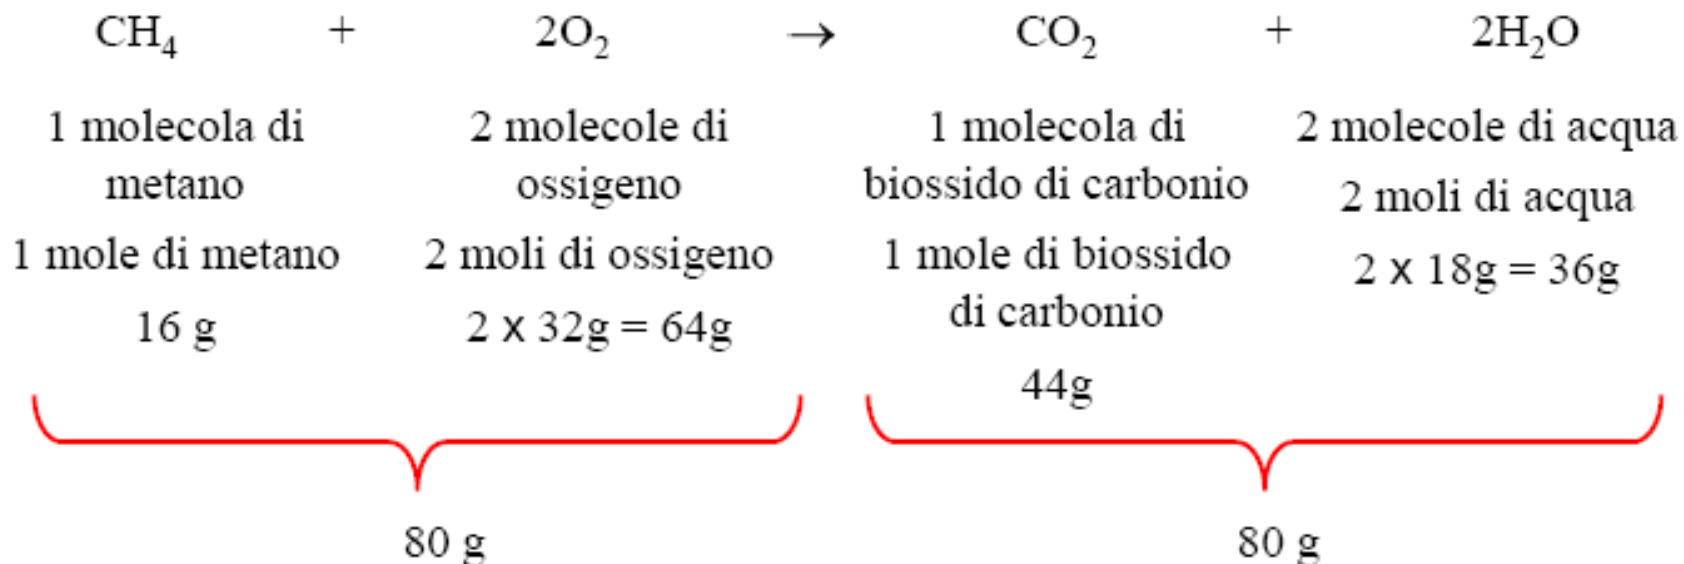 CH₄ + 2O₂ → CO₂ + 2H₂O
1 molecola di
metano
1 mole di metano
16 g
2 molecole di
ossigeno
2 moli di ossigeno
2 x 32g = 64g
1 molecola di
biossido di carbonio
1 mole di biossido
di carbonio
44g
2 molecole di acqua
2 moli di acqua
2 x 18g = 36g
80 g
80 g